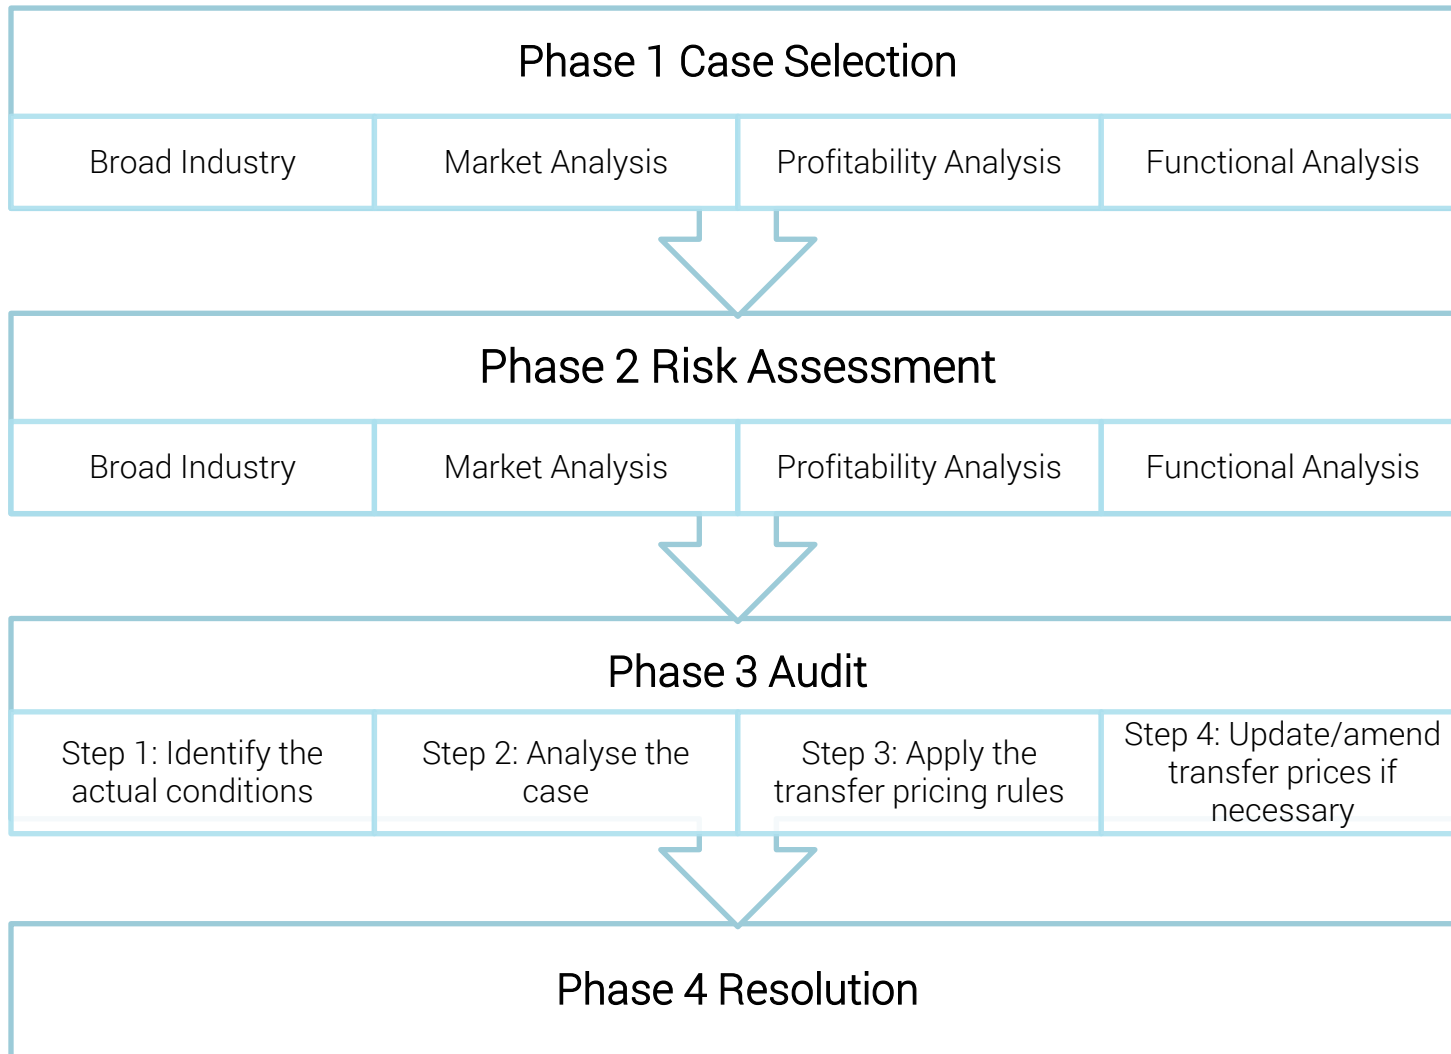 Phase 1 Case Selection
Broad Industry
Market Analysis
Profitability Analysis
Functional Analysis
Phase 2 Risk Assessment
Broad Industry
Market Analysis
Profitability Analysis
Functional Analysis
Phase 3 Audit
Step 1: Identify the
actual conditions
Step 2: Analyse the
case
Step 3: Apply the
transfer pricing rules
Step 4: Update/amend
transfer prices if
necessary
Phase 4 Resolution